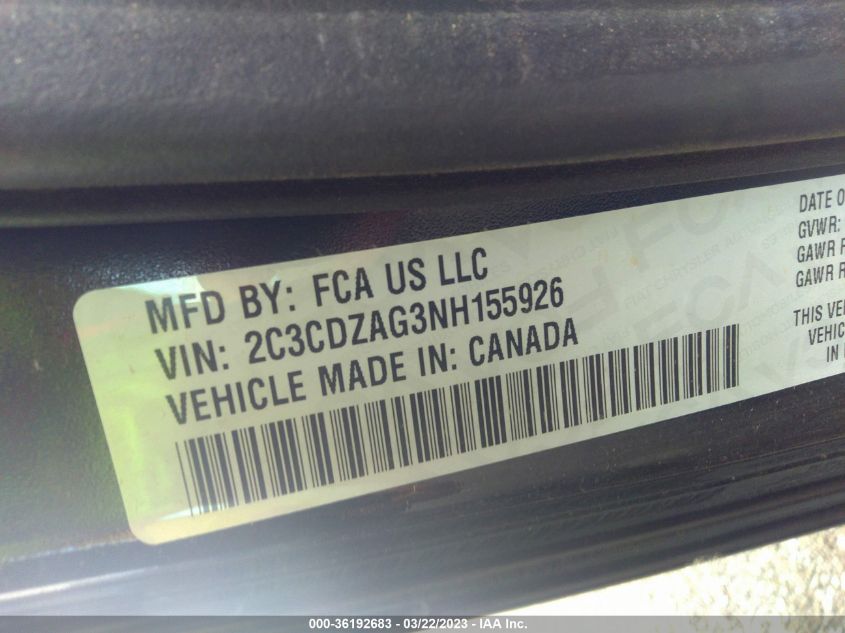 MFD BY: FCA US LLC
VIN: 2C3CDZAG3NH155926
VEHICLE MADE IN: CANADA
DATE O
GVWR:
GAWR F
GAWR R
THIS VE
VEHIC
IN
000-36192683 - 03/22/2023 - IAA Inc.